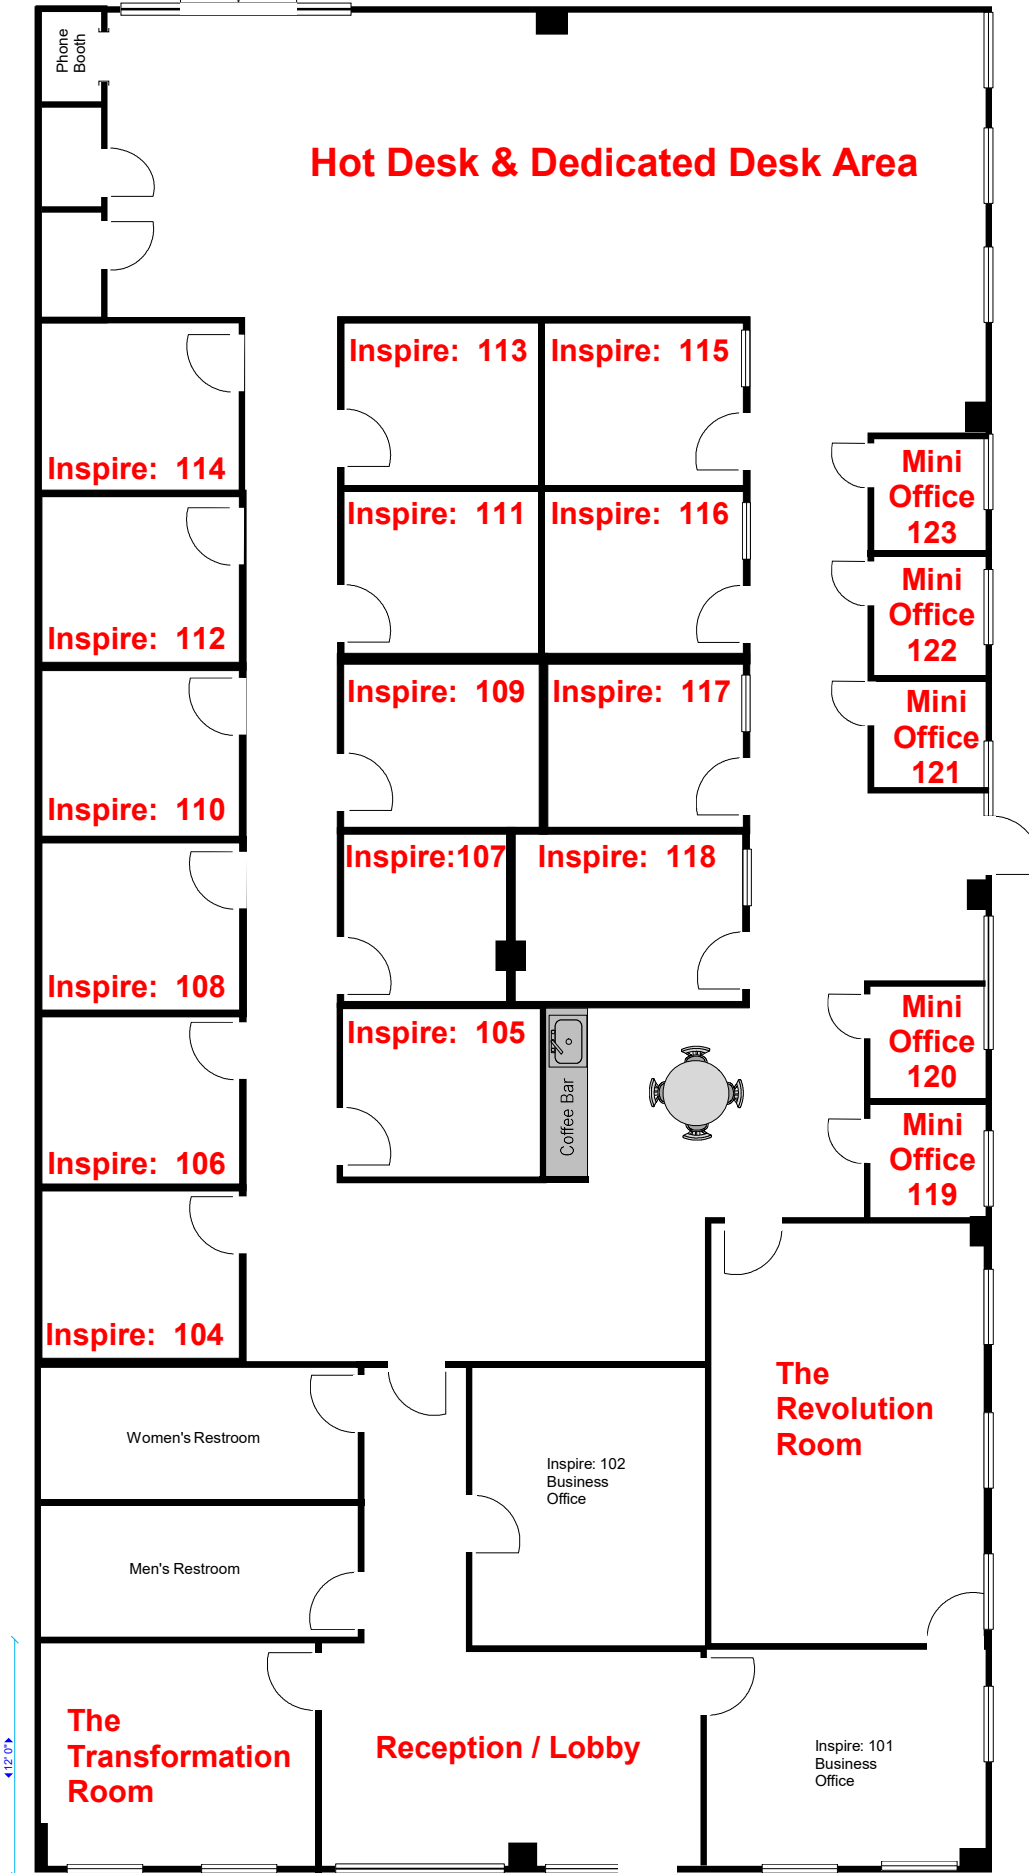 Phone
Booth
Hot Desk & Dedicated Desk Area
Inspire: 113
Inspire: 115
Inspire: 114
Mini
Office
123
Inspire: 111
Inspire: 116
Mini
Office
122
Inspire: 112
Inspire: 109
Inspire: 117
Mini
Office
121
Inspire: 110
Inspire:107
Inspire: 118
Inspire: 108
Mini
Office
120
Inspire: 105
Coffee Bar
Mini
Office
119
Inspire: 106
Inspire: 104
The
Revolution
Room
Women's Restroom
Inspire: 102
Business
Office
Men's Restroom
The
Transformation
Room
Reception / Lobby
Inspire: 101
Business
Office
12' 0"